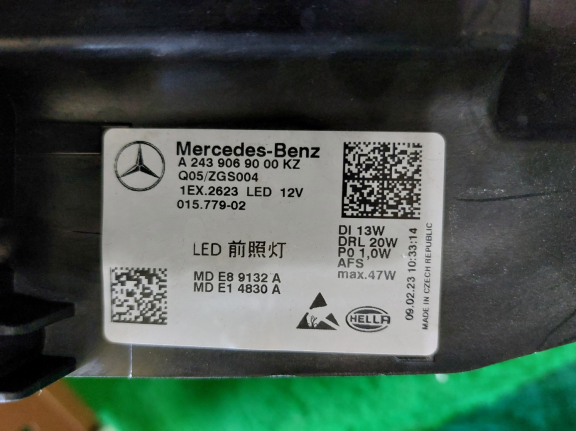 Mercedes-Benz
A 243 906 90 00 KZ
Q05/ZGS004
1EX.2623 LED 12V
015.779-02
LED 前照灯
MD E8 9132 A
MD E1 4830 A
DI 13W
DRL 20W
PO 1,0W
AFS
max.47W
HELLA
09.02.23 10:33:14
MADE IN CZECH REPUBLIC